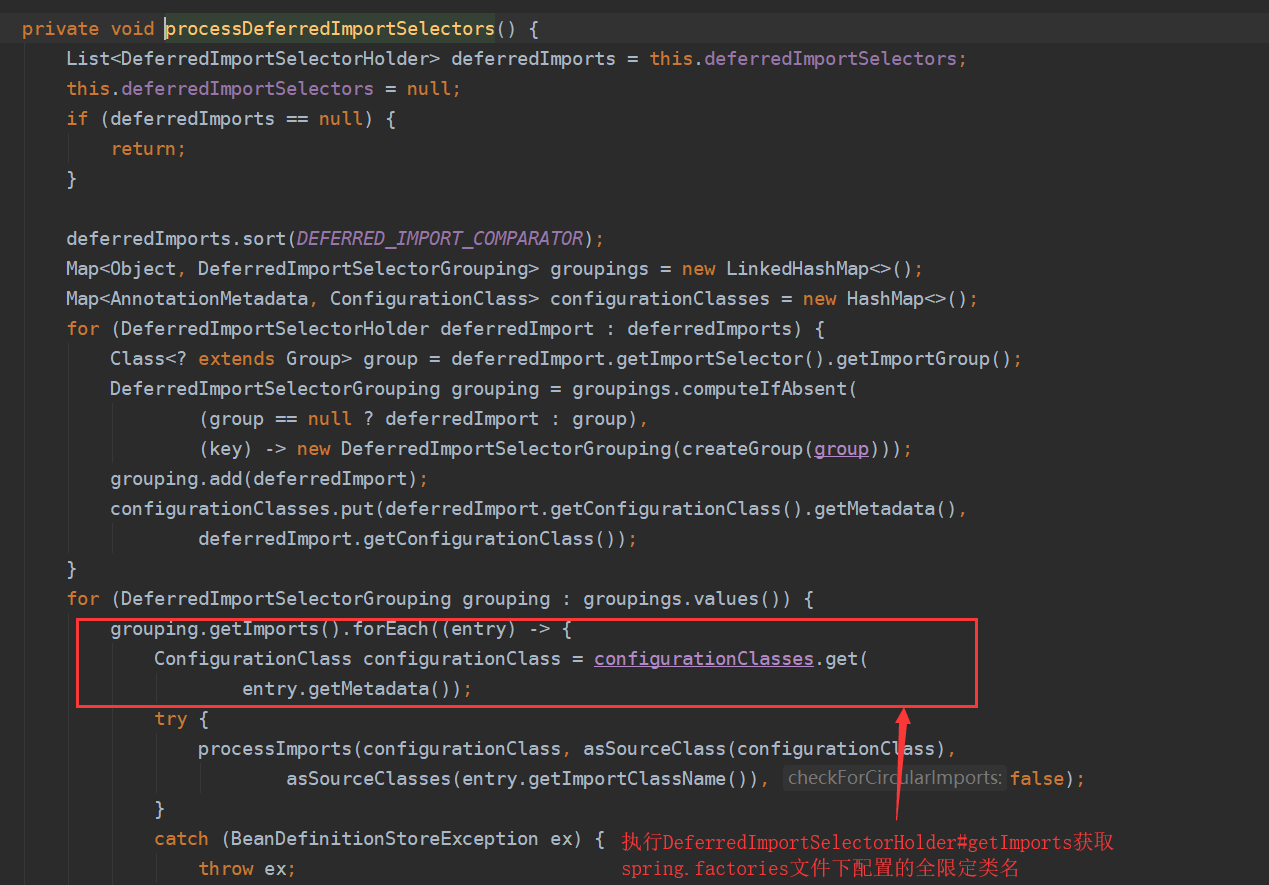 private void processDeferredImportSelectors() {
List<DeferredImportSelectorHolder> deferredImports = this.deferredImportSelectors;
this.deferredImportSelectors = null;
if (deferredImports == null) {
return;
}
deferredImports.sort(DEFERRED_IMPORT_COMPARATOR);
Map<Object, DeferredImportSelectorGrouping> groupings = new LinkedHashMap<>();
Map<AnnotationMetadata, ConfigurationClass> configurationClasses = new HashMap<>();
for (DeferredImportSelectorHolder deferredImport : deferredImports) {
Class<? extends Group> group = deferredImport.getImportSelector().getImportGroup();
DeferredImportSelectorGrouping grouping = groupings.computeIfAbsent(
(group == null ? deferredImport : group),
(key) -> new DeferredImportSelectorGrouping(createGroup(group)));
grouping.add(deferredImport);
configurationClasses.put(deferredImport.getConfigurationClass().getMetadata(),
deferredImport.getConfigurationClass());
}
for (DeferredImportSelectorGrouping grouping : groupings.values()) {
grouping.getImports().forEach((entry) -> {
ConfigurationClass configurationClass = configurationClasses.get(
entry.getMetadata());
try {
processImports(configurationClass, asSourceClass(configurationClass),
asSourceClasses(entry.getImportClassName()), checkForCircularImports: false);
}
catch (BeanDefinitionStoreException ex) {
throw ex;
执行DeferredImportSelectorHolder#getImports获取
spring.factories文件下配置的全限定类名